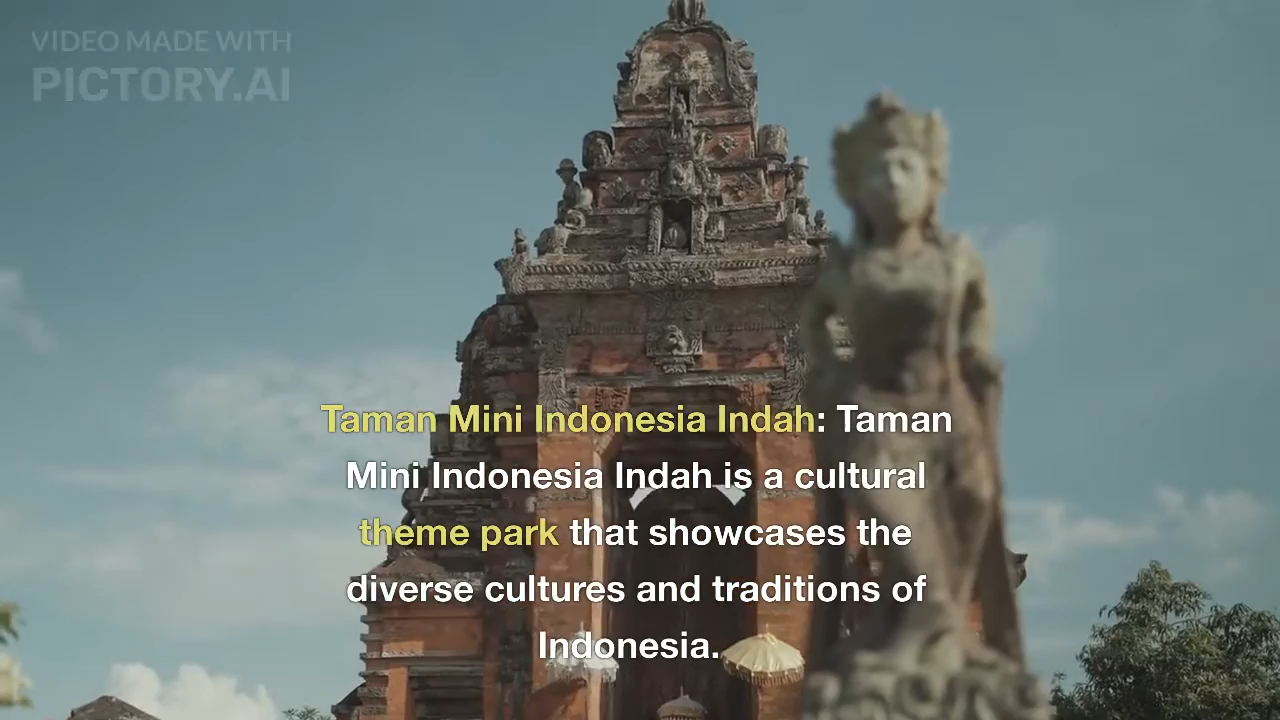 VIDEO MADE WITH
PICTORY.AI
Taman Mini Indonesia Indah: Taman
Mini Indonesia Indah is a cultural
theme park that showcases the
diverse cultures and traditions of
Indonesia.